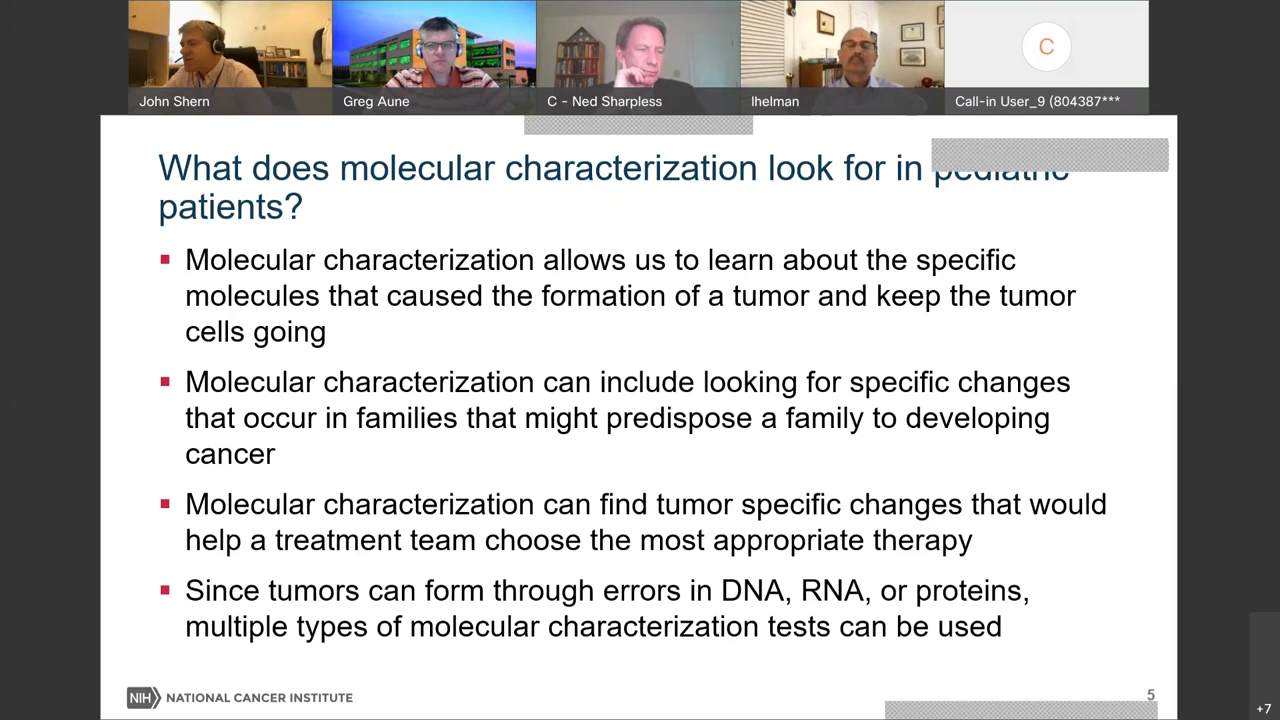 John Shern
Greg Aune
C - Ned Sharpless
lhelman
C
Call-in User_9 (804387***
What does molecular characterization look for in pediatric
patients?
Molecular characterization allows us to learn about the specific
molecules that caused the formation of a tumor and keep the tumor
cells going
Molecular characterization can include looking for specific changes
that occur in families that might predispose a family to developing
cancer
Molecular characterization can find tumor specific changes that would
help a treatment team choose the most appropriate therapy
Since tumors can form through errors in DNA, RNA, or proteins,
multiple types of molecular characterization tests can be used
NIH NATIONAL CANCER INSTITUTE
5
+7